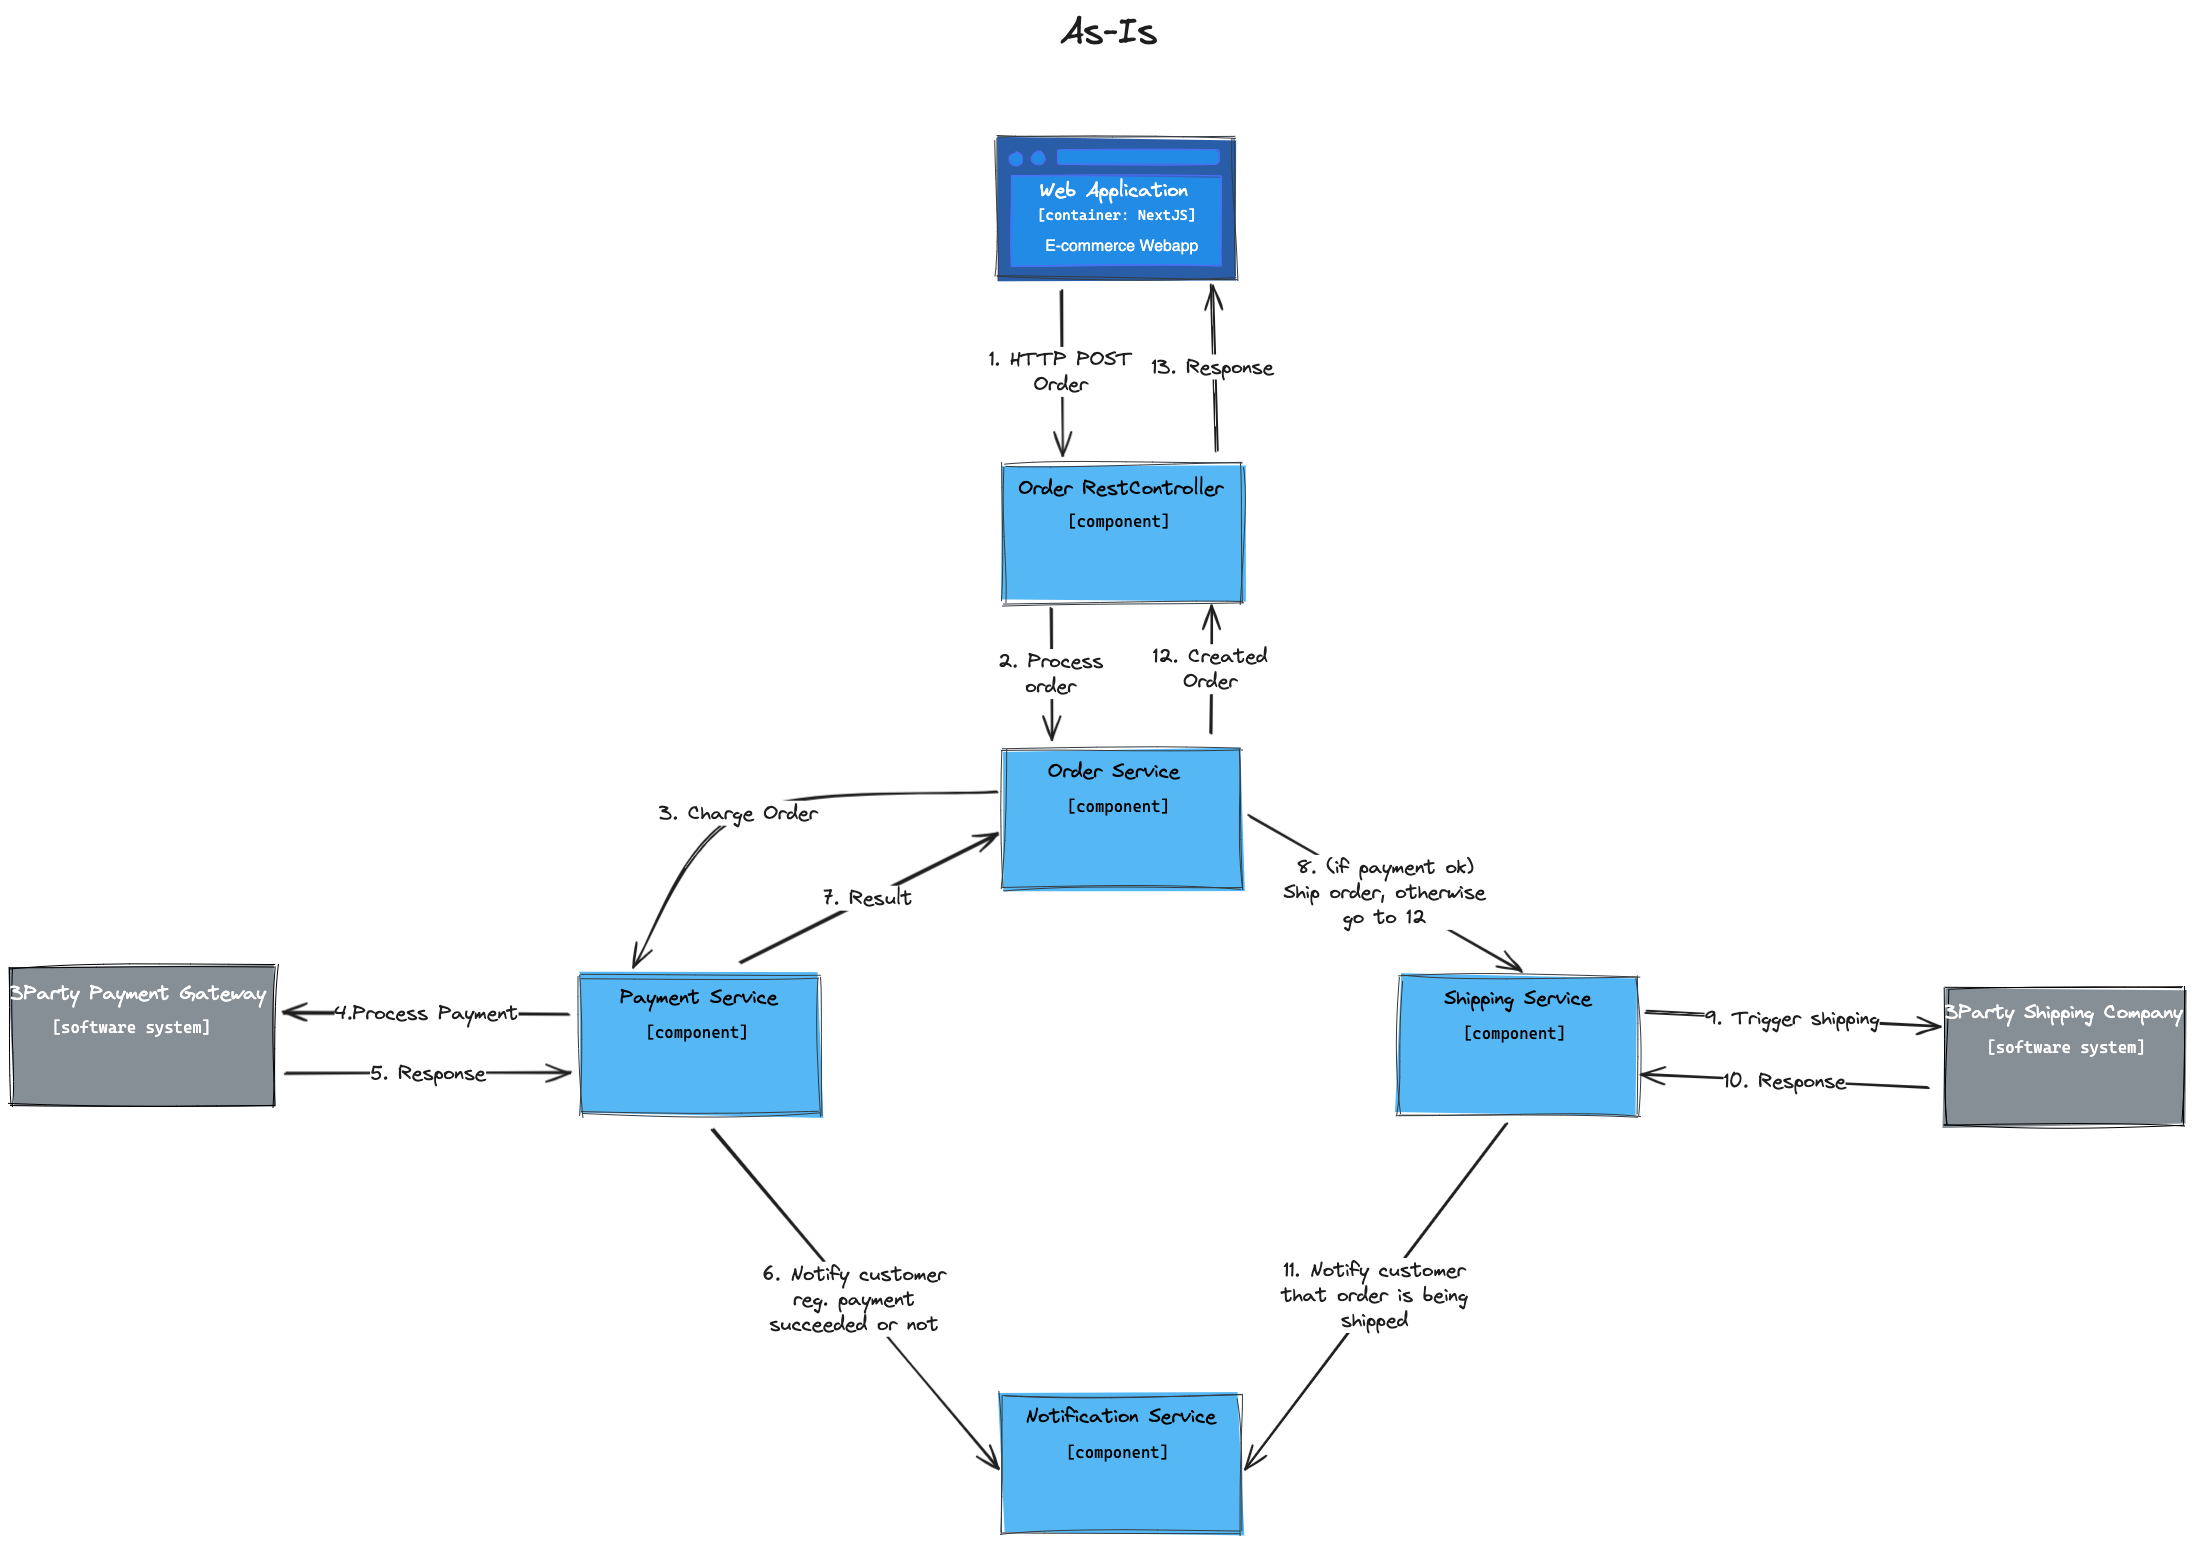 As-Is
Web Application
[container: NextJS]
E-commerce Webapp
1. HTTP POST
Order
13. Response
Order RestController
[component]
2. Process
order
12. Created
Order
Order Service
[component]
3. Charge Order
7. Result
8. (if payment ok)
Ship order, otherwise
go to 12
3Party Payment Gateway
[software system]
4.Process Payment
5. Response
Payment Service
[component]
Shipping Service
[component]
9. Trigger shipping
10. Response
3Party Shipping Company
[software system]
6. Notify customer
reg. payment
succeeded or not
11. Notify customer
that order is being
shipped
Notification Service
[component]